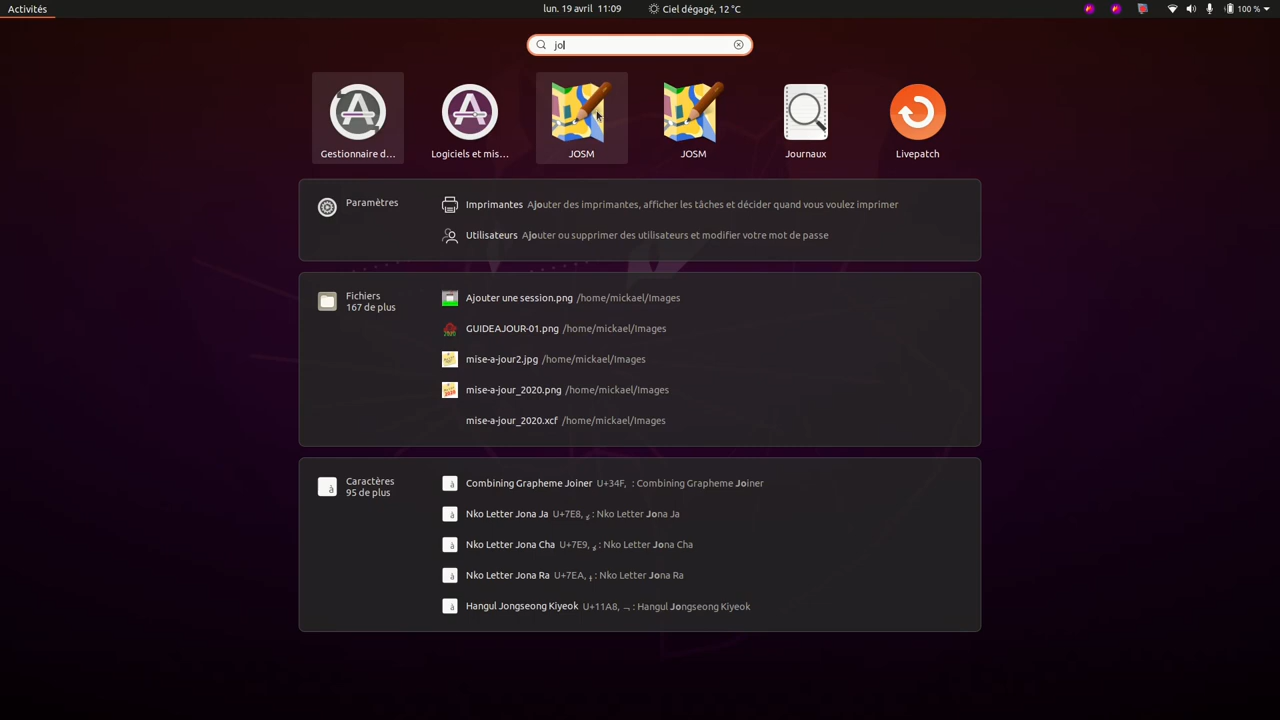 Activités
lun. 19 avril 11:09
Ciel dégagé, 12 °C
100 %
jo
Gestionnaire d...
Logiciels et mis...
JOSM
JOSM
Journaux
Livepatch
Paramètres
Imprimantes Ajouter des imprimantes, afficher les tâches et décider quand vous voulez imprimer
Utilisateurs Ajouter ou supprimer des utilisateurs et modifier votre mot de passe
Fichiers
167 de plus
Ajouter une session.png /home/mickael/Images
GUIDEAJOUR-01.png /home/mickael/Images
mise-a-jour2.jpg /home/mickael/Images
mise-a-jour_2020.png /home/mickael/Images
mise-a-jour_2020.xcf /home/mickael/Images
Caractères
95 de plus
Combining Grapheme Joiner U+34F, : Combining Grapheme Joiner
Nko Letter Jona Ja U+7E8, ߨ : Nko Letter Jona Ja
Nko Letter Jona Cha U+7E9, ߩ : Nko Letter Jona Cha
Nko Letter Jona Ra U+7EA, ߪ : Nko Letter Jona Ra
Hangul Jongseong Kiyeok U+11A8, ᆨ : Hangul Jongseong Kiyeok